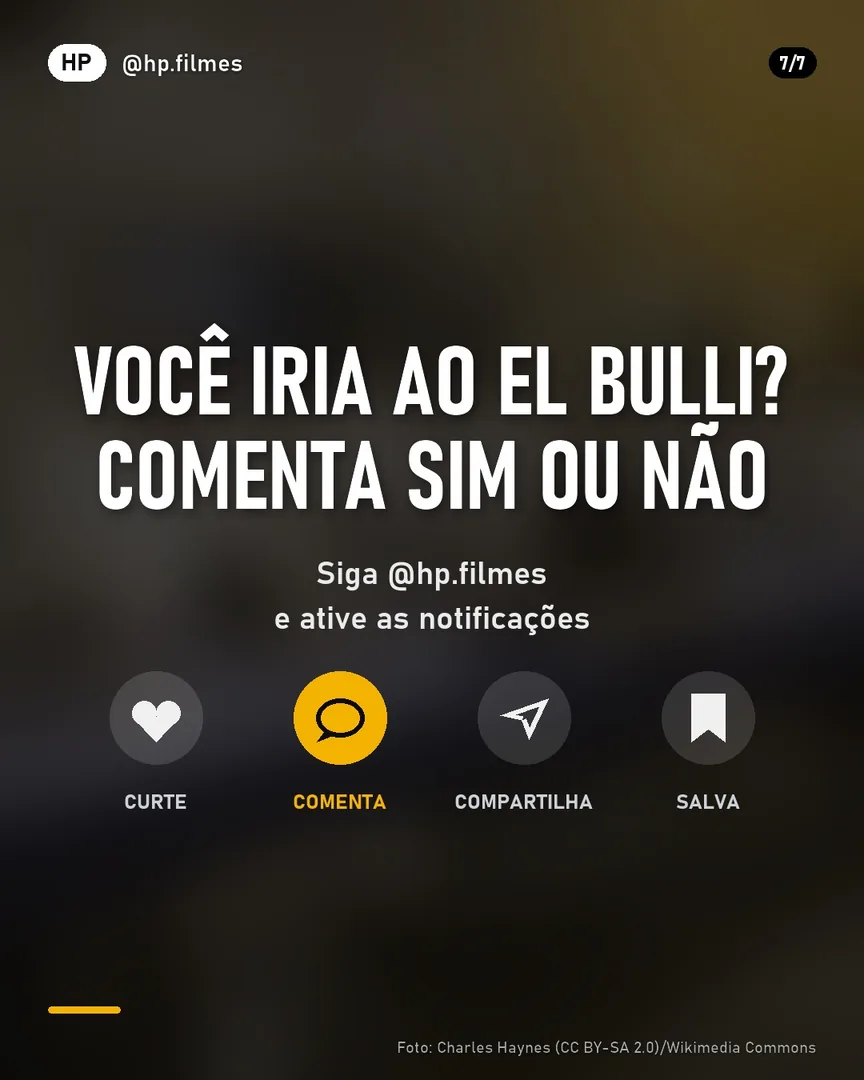 HP @hp.filmes 7/7
VOCÊ IRIA AO EL BULLI?
COMENTA SIM OU NÃO
Siga @hp.filmes
e ative as notificações
CURTE COMENTA COMPARTILHA SALVA
Foto: Charles Haynes (CC BY-SA 2.0)/Wikimedia Commons